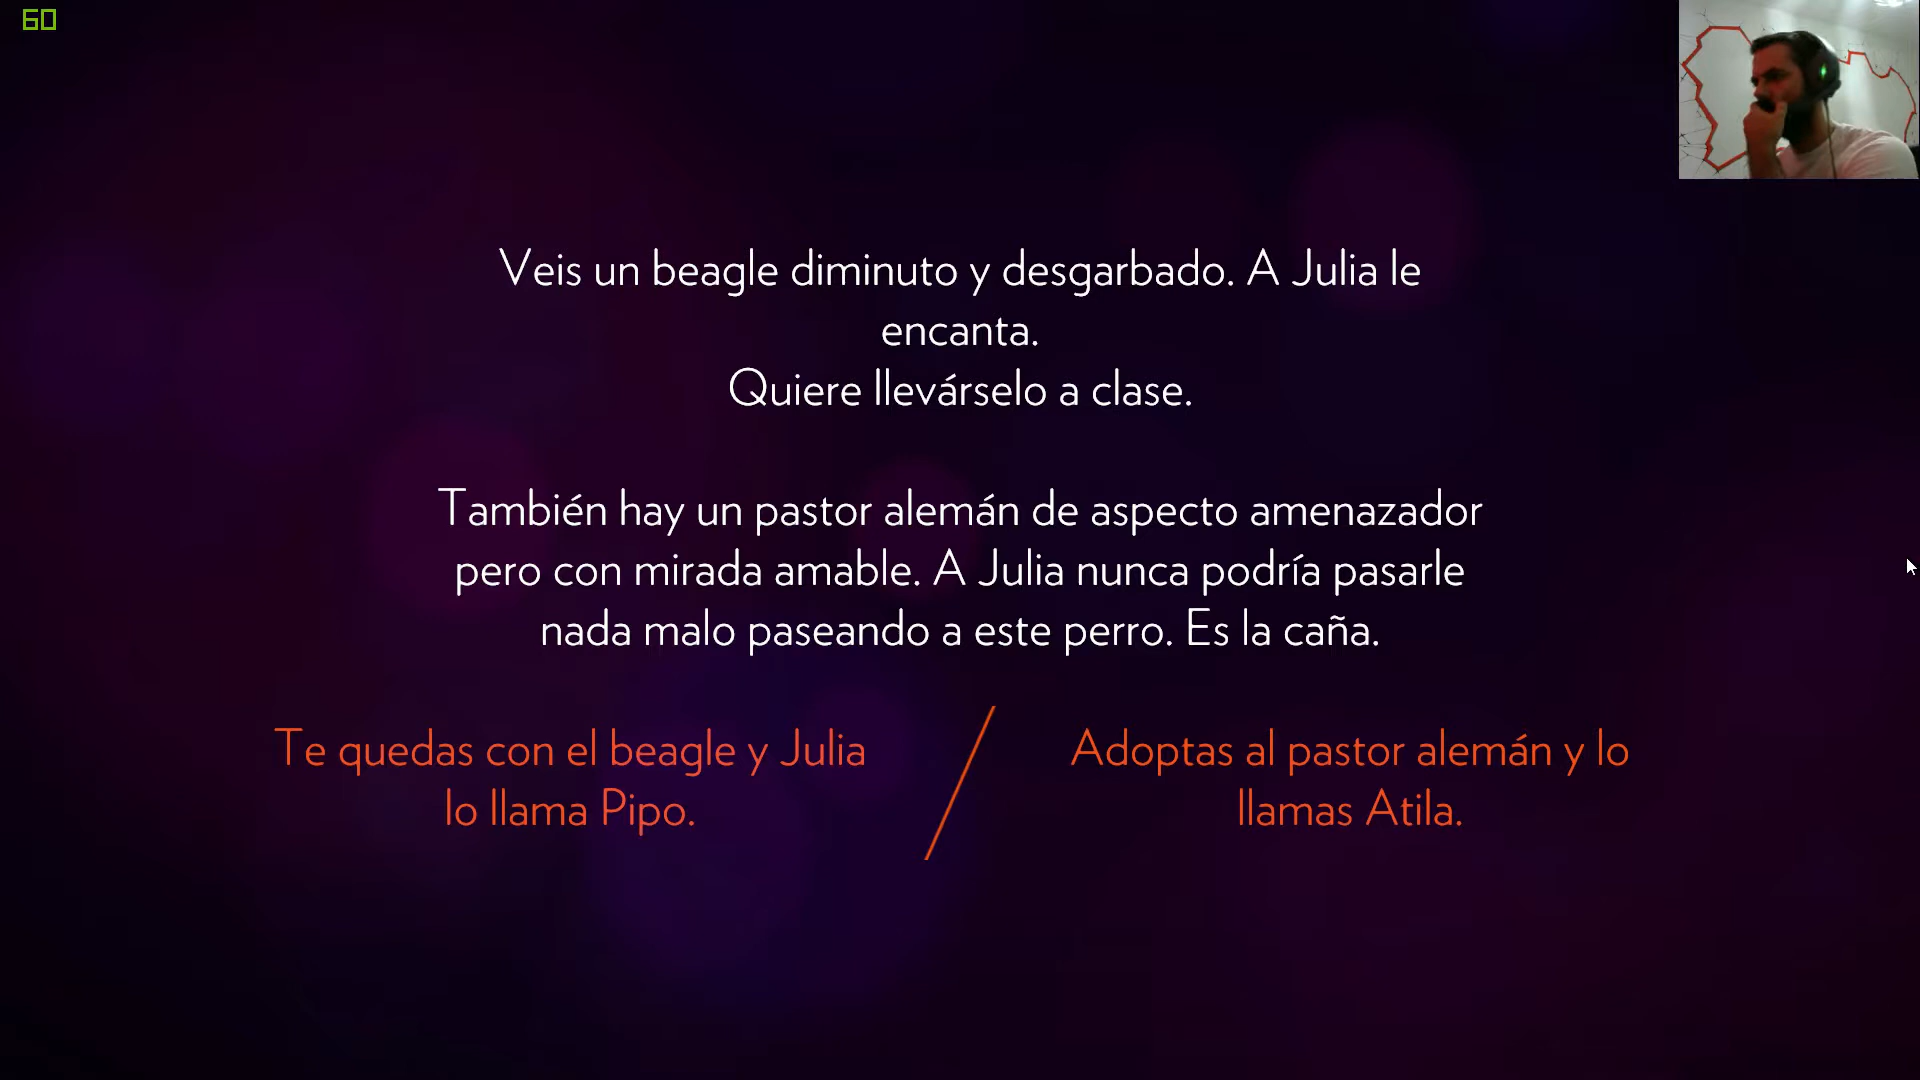 60
Veis un beagle diminuto y desgarbado. A Julia le
encanta.
Quiere llevárselo a clase.
También hay un pastor alemán de aspecto amenazador
pero con mirada amable. A Julia nunca podría pasarle
nada malo paseando a este perro. Es la caña.
Te quedas con el beagle y Julia
lo llama Pipo.
Adoptas al pastor alemán y lo
llamas Atila.